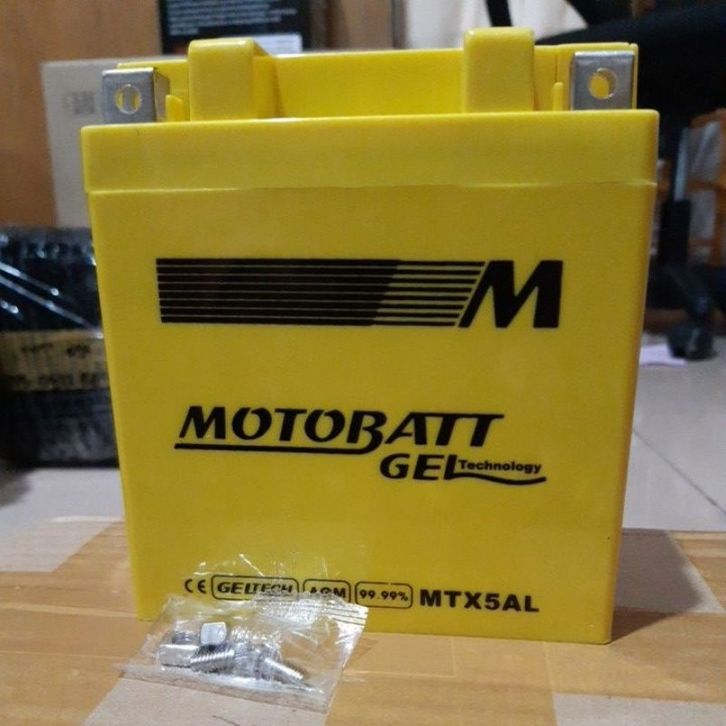 M
MOTOBATT
GEL Technology
CE GELTECH AGM 99.99% MTX5AL